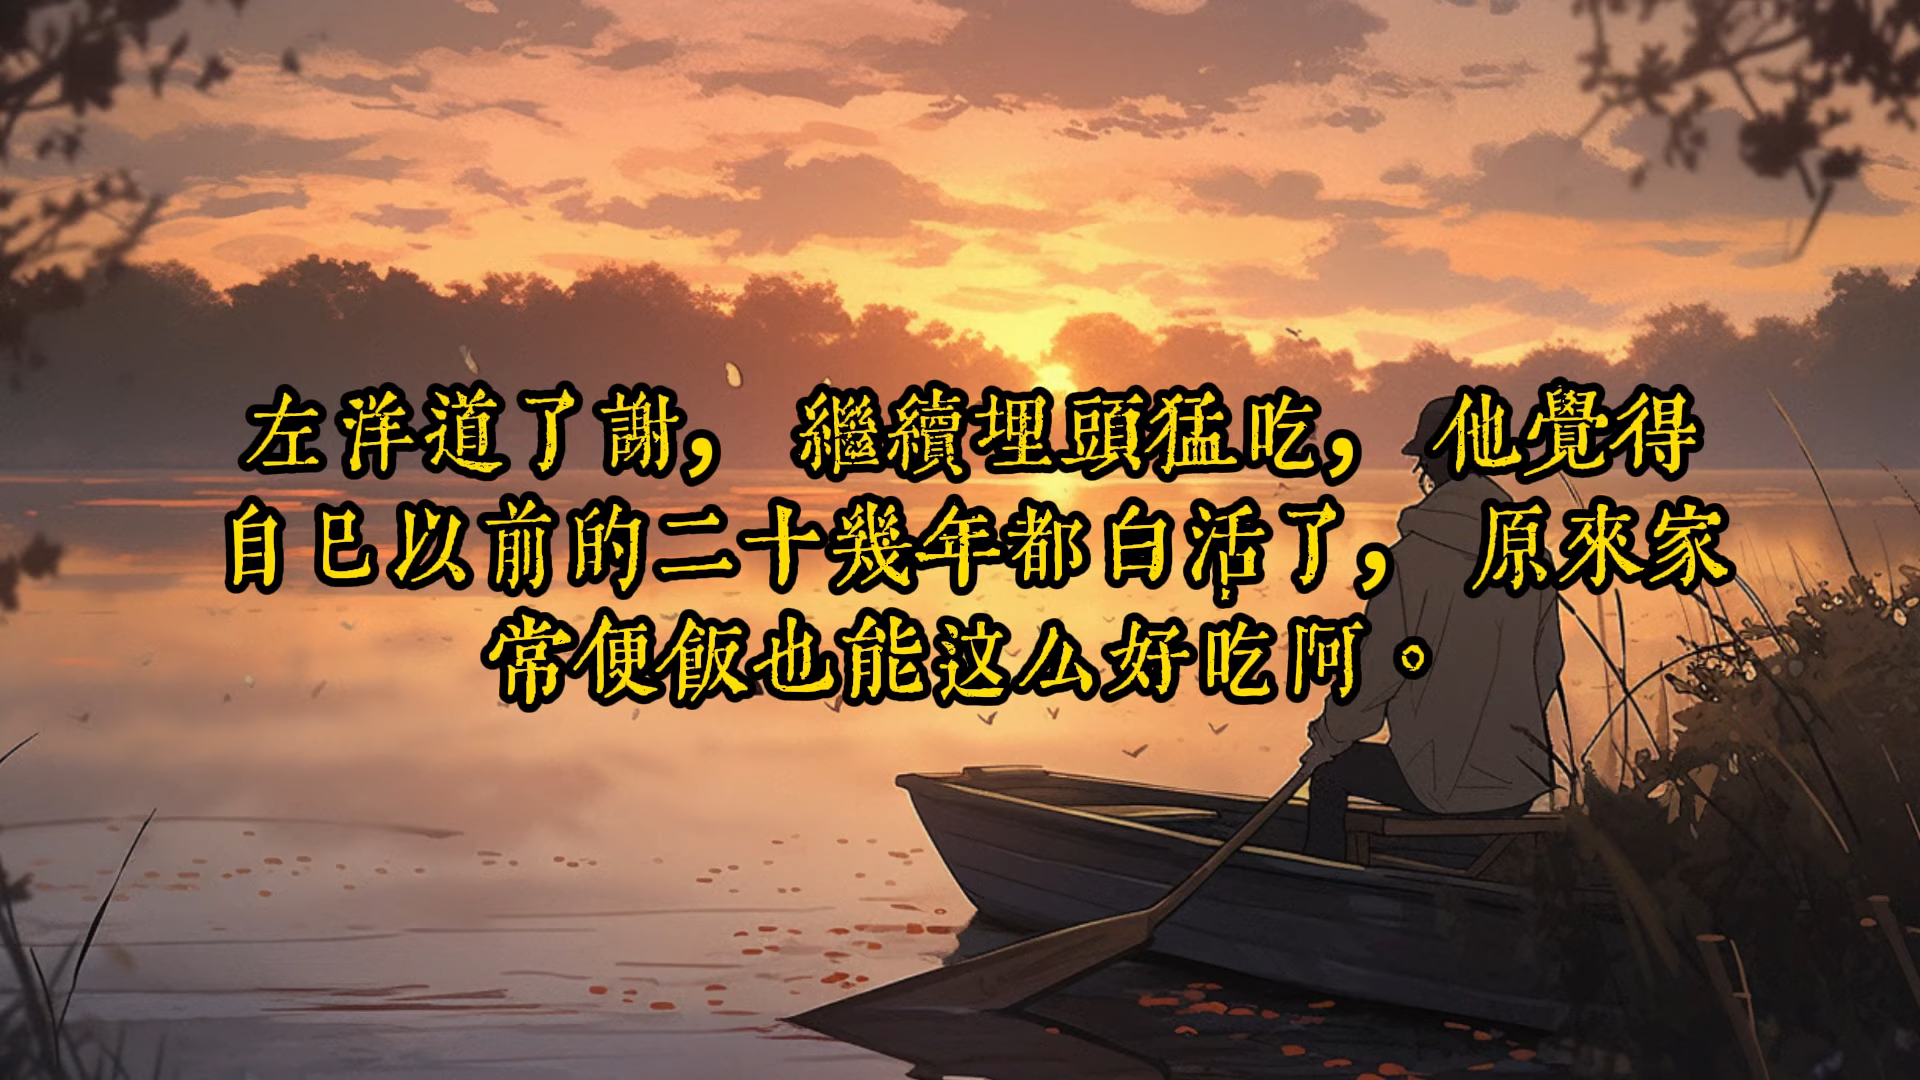 左洋道了謝，繼續埋頭猛吃，他覺得
自已以前的二十幾年都白活了，原來家
常便飯也能这么好吃阿。